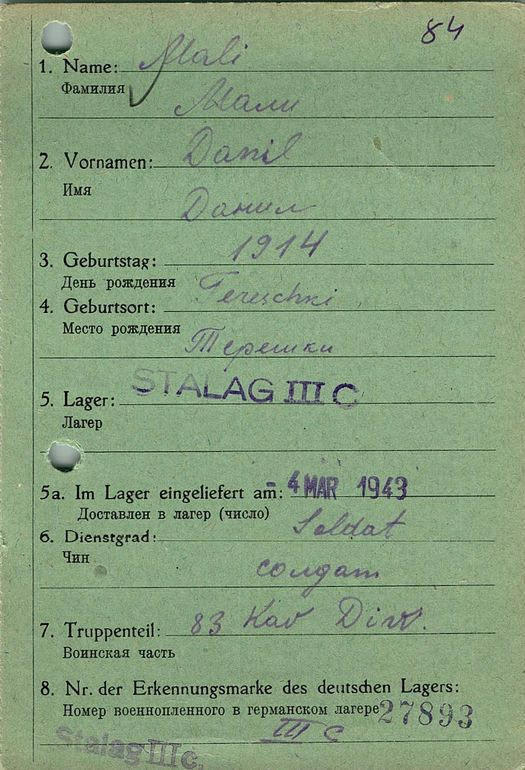 84
1. Name: Mali
Фамилия
Мали
2. Vornamen: Danil
Имя
Данил
3. Geburtstag: 1914
День рождения
4. Geburtsort: Tereschki
Место рождения
Терешки
5. Lager: STALAG III C
Лагер
5a. Im Lager eingeliefert am: - 4 MAR 1943
Доставлен в лагер (число)
6. Dienstgrad: Soldat
Чин
солдат
7. Truppenteil: 83 Kav Div.
Воинская часть
8. Nr. der Erkennungsmarke des deutschen Lagers:
Номер военнопленного в германском лагере 27893
III c
Stalag III c.